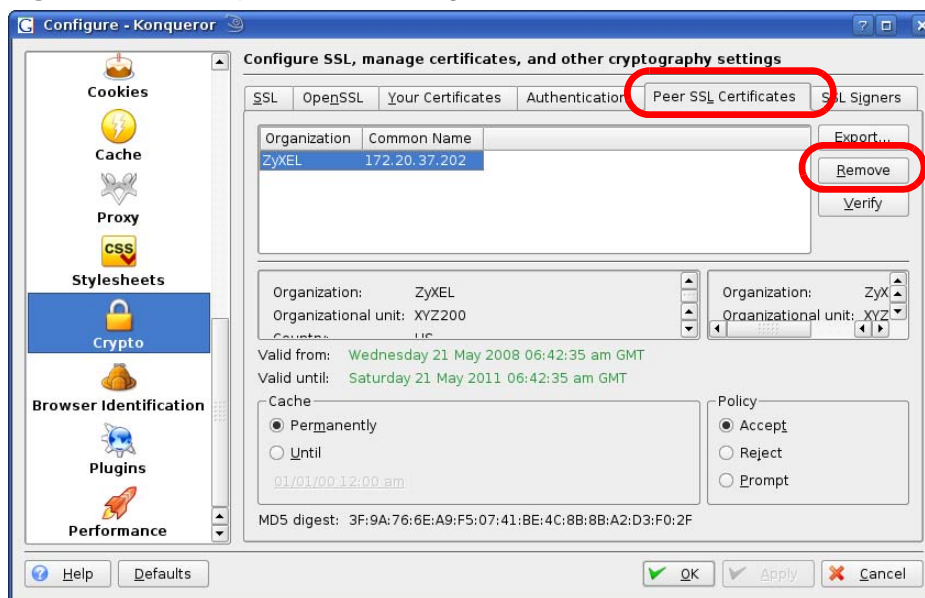 Configure - Konqueror
Cookies
Cache
Proxy
CSS
Stylesheets
Crypto
Browser Identification
Plugins
Performance
Configure SSL, manage certificates, and other cryptography settings
SSL OpenSSL Your Certificates Authentication Peer SSL Certificates SSL Signers
Organization Common Name
ZyXEL 172.20.37.202
Export...
Remove
Verify
Organization: ZyXEL
Organizational unit: XYZ200
Country: US
Organization: ZyX
Organizational unit: XYZ
Valid from: Wednesday 21 May 2008 06:42:35 am GMT
Valid until: Saturday 21 May 2011 06:42:35 am GMT
Cache
Permanently
Until
01/01/00 12:00 am
Policy
Accept
Reject
Prompt
MD5 digest: 3F:9A:76:6E:A9:F5:07:41:BE:4C:8B:8B:A2:D3:F0:2F
Help Defaults OK Apply Cancel